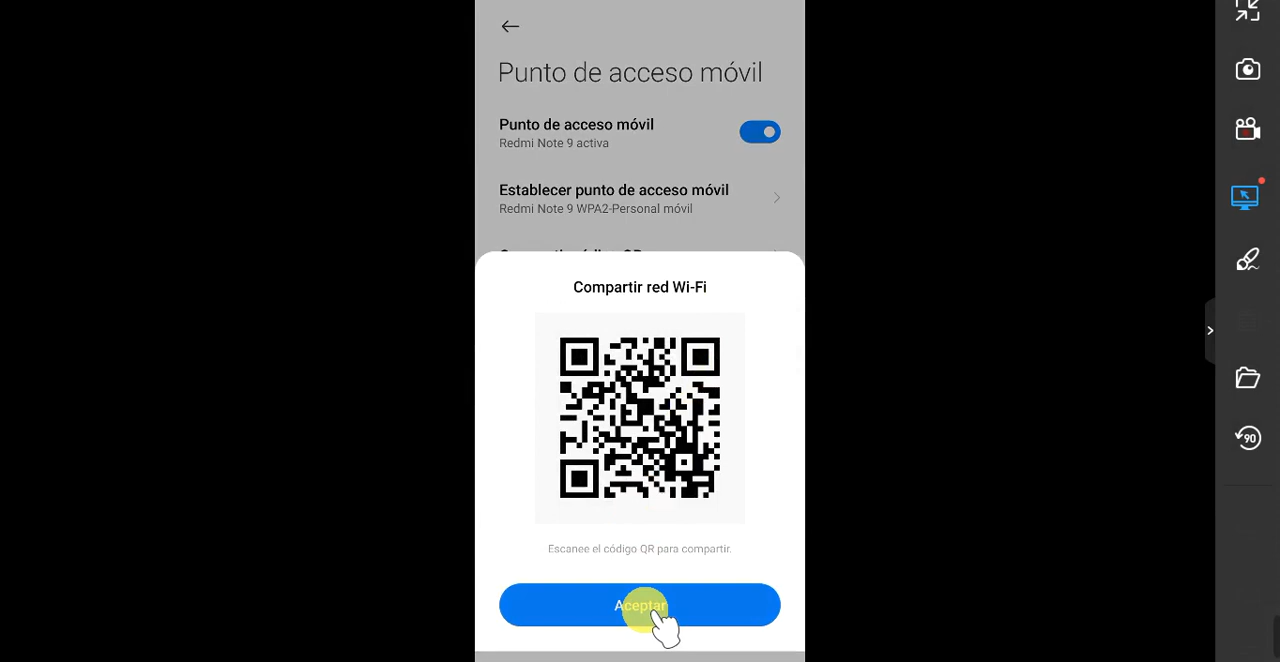 Punto de acceso móvil
Punto de acceso móvil
Redmi Note 9 activa
Establecer punto de acceso móvil
Redmi Note 9 WPA2-Personal móvil
Compartir red Wi-Fi
Escanee el código QR para compartir.
Aceptar
90